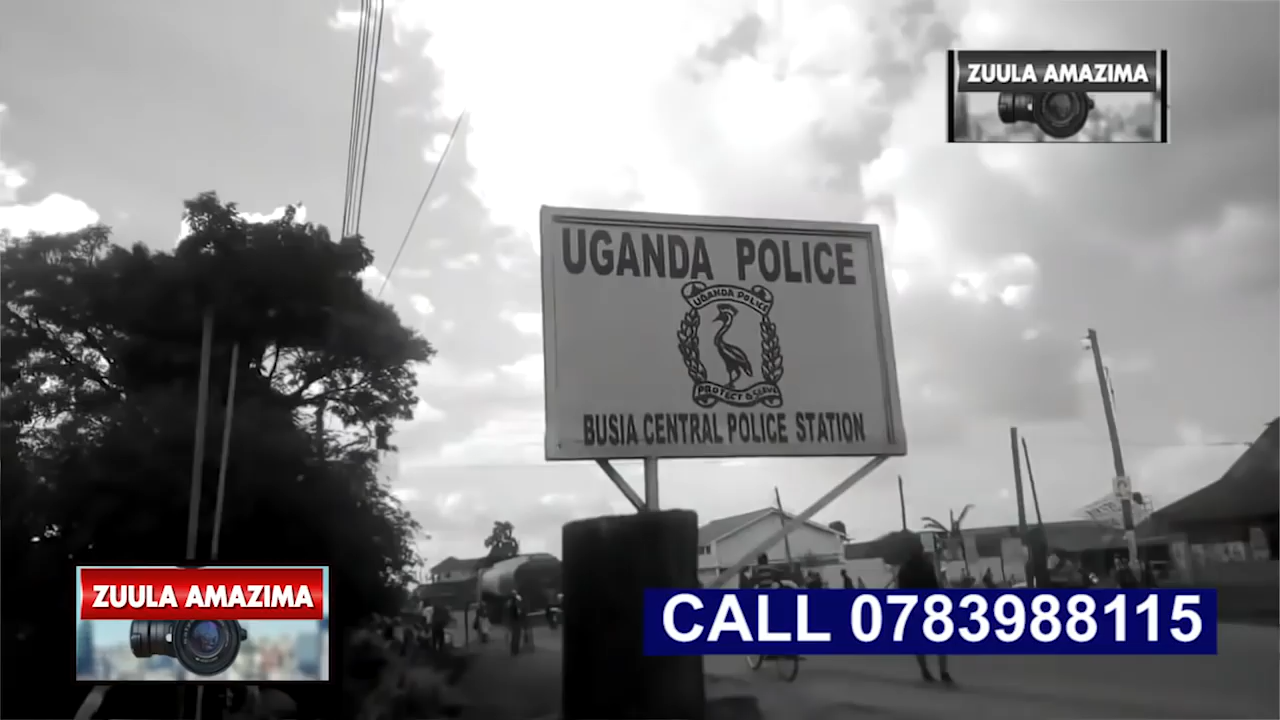 ZUULA AMAZIMA
UGANDA POLICE
UGANDA POLICE
PROTECT & SERVE
BUSIA CENTRAL POLICE STATION
ZUULA AMAZIMA
CALL 0783988115